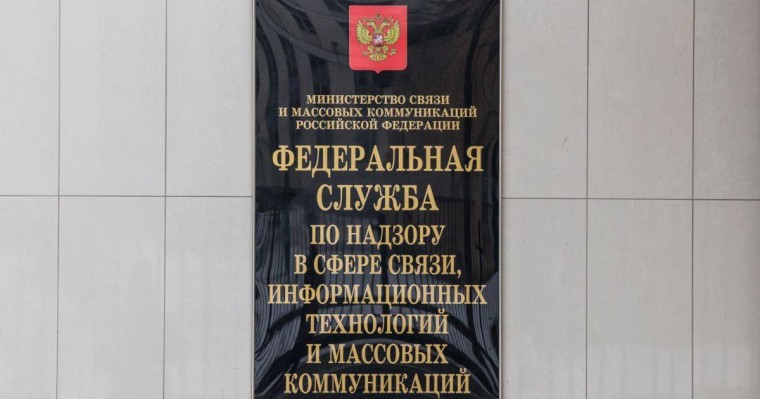 МИНИСТЕРСТВО СВЯЗИ
И МАССОВЫХ КОММУНИКАЦИЙ
РОССИЙСКОЙ ФЕДЕРАЦИИ
ФЕДЕРАЛЬНАЯ
СЛУЖБА
ПО НАДЗОРУ
В СФЕРЕ СВЯЗИ,
ИНФОРМАЦИОННЫХ
ТЕХНОЛОГИЙ
И МАССОВЫХ
КОММУНИКАЦИЙ